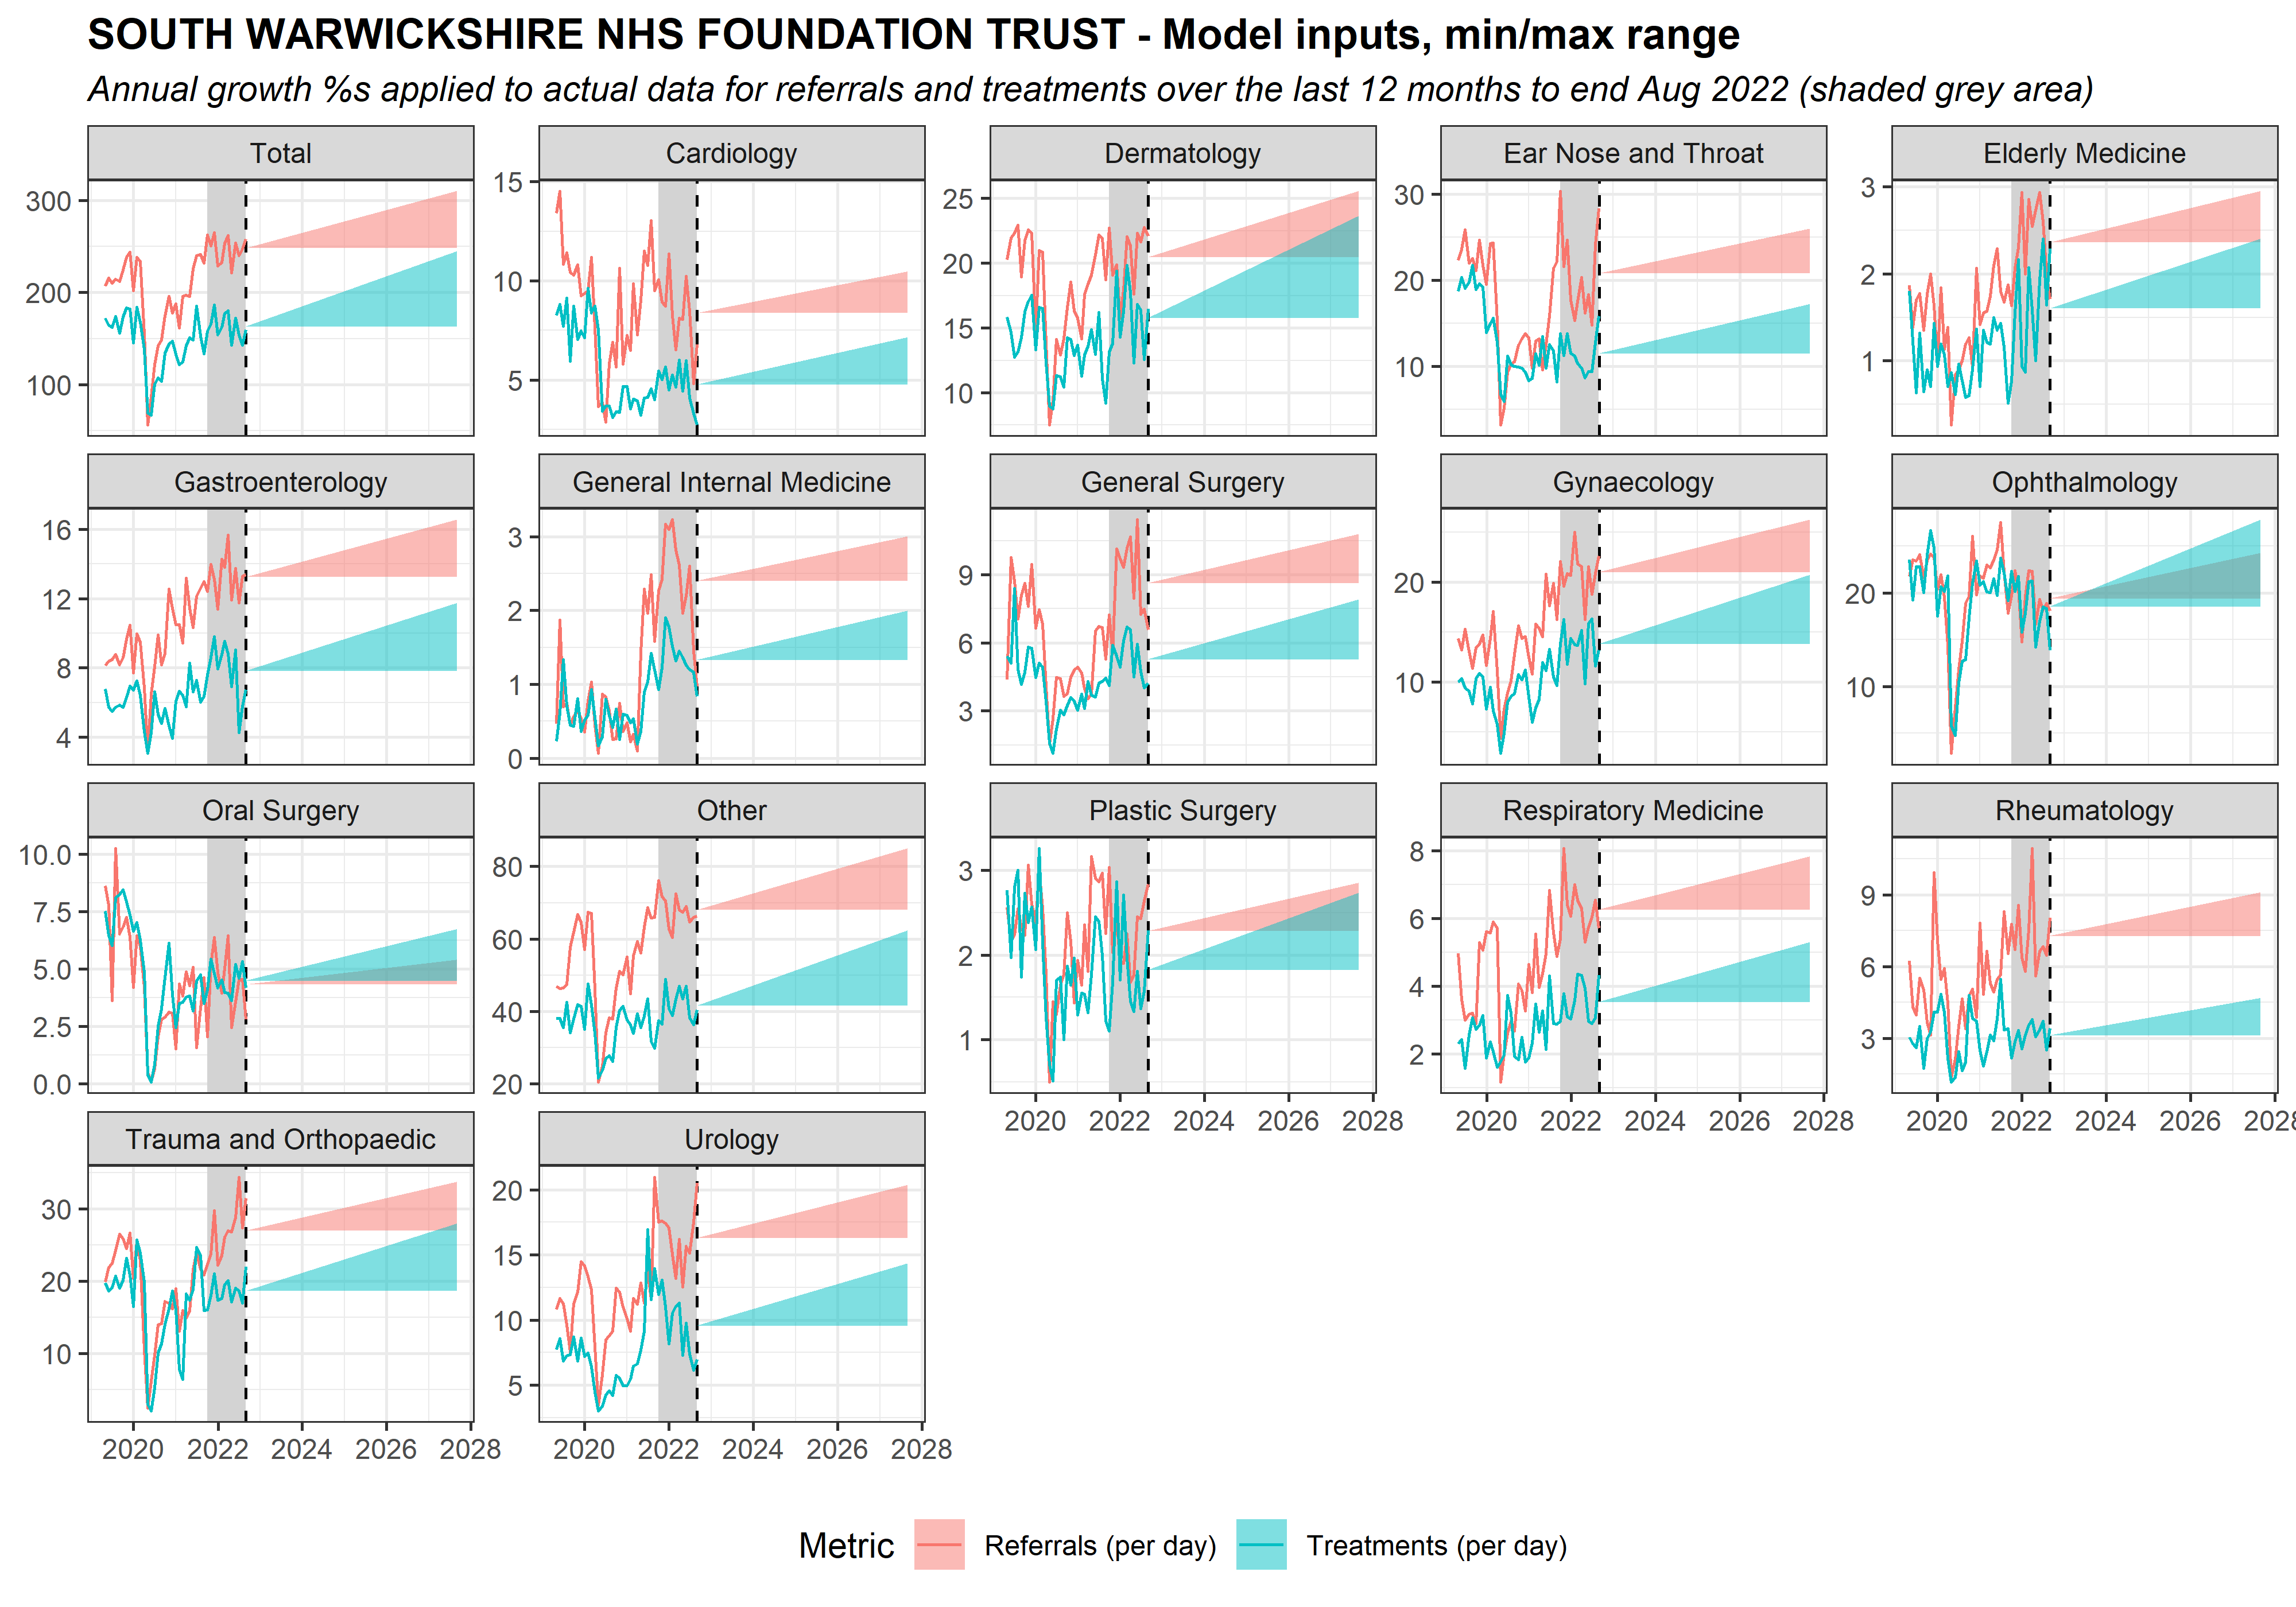 SOUTH WARWICKSHIRE NHS FOUNDATION TRUST - Model inputs, min/max range
Annual growth %s applied to actual data for referrals and treatments over the last 12 months to end Aug 2022 (shaded grey area)
Total
Cardiology
Dermatology
Ear Nose and Throat
Elderly Medicine
300
200
100
15
10
5
25
20
15
10
30
20
10
3
2
1
Gastroenterology
General Internal Medicine
General Surgery
Gynaecology
Ophthalmology
16
12
8
4
3
2
1
0
9
6
3
20
10
20
10
Oral Surgery
Other
Plastic Surgery
Respiratory Medicine
Rheumatology
10.0
7.5
5.0
2.5
0.0
80
60
40
20
3
2
1
8
6
4
2
9
6
3
2020 2022 2024 2026 2028
2020 2022 2024 2026 2028
2020 2022 2024 2026 2028
Trauma and Orthopaedic
Urology
30
20
10
20
15
10
5
2020 2022 2024 2026 2028
2020 2022 2024 2026 2028
Metric Referrals (per day) Treatments (per day)